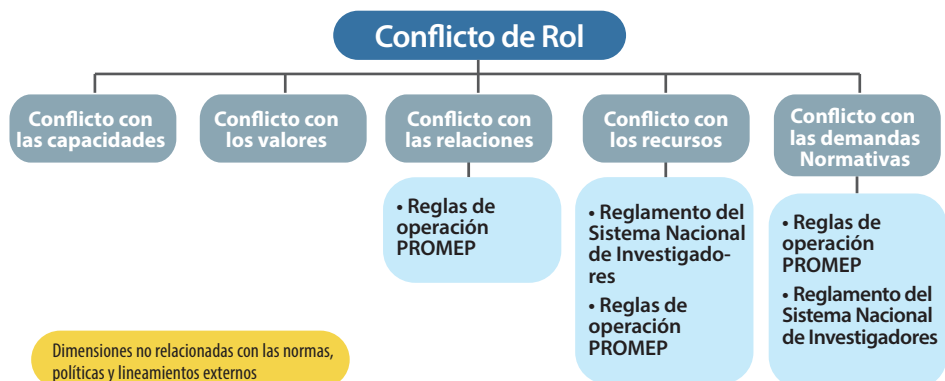 Conflicto de Rol
Conflicto con
las capacidades
Conflicto con
los valores
Conflicto con
las relaciones
Conflicto con
los recursos
Conflicto con
las demandas
Normativas
• Reglas de
operación
PROMEP
• Reglamento del
Sistema Nacional
de Investigado-
res
• Reglas de
operación
PROMEP
• Reglas de
operación
PROMEP
• Reglamento del
Sistema Nacional
de Investigadores
Dimensiones no relacionadas con las normas,
políticas y lineamientos externos